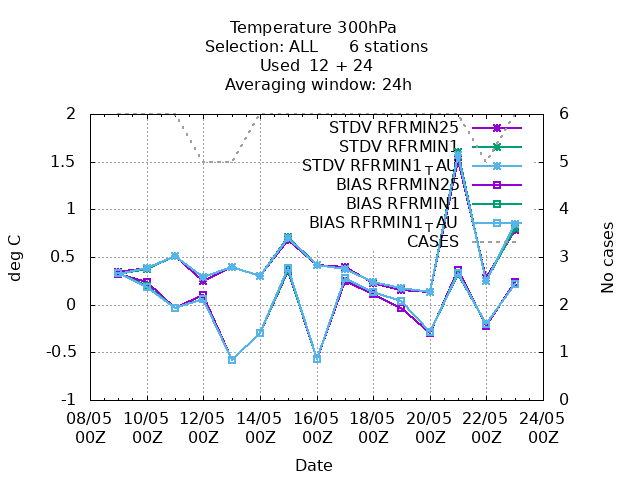 Temperature 300hPa
Selection: ALL 6 stations
Used 12 + 24
Averaging window: 24h
STDV RFRMIN25
STDV RFRMIN1
STDV RFRMIN1TAU
BIAS RFRMIN25
BIAS RFRMIN1
BIAS RFRMIN1TAU
CASES
2
1.5
1
0.5
0
-0.5
-1
6
5
4
3
2
1
0
deg C
No cases
08/05 10/05 12/05 14/05 16/05 18/05 20/05 22/05 24/05
00Z 00Z 00Z 00Z 00Z 00Z 00Z 00Z 00Z
Date